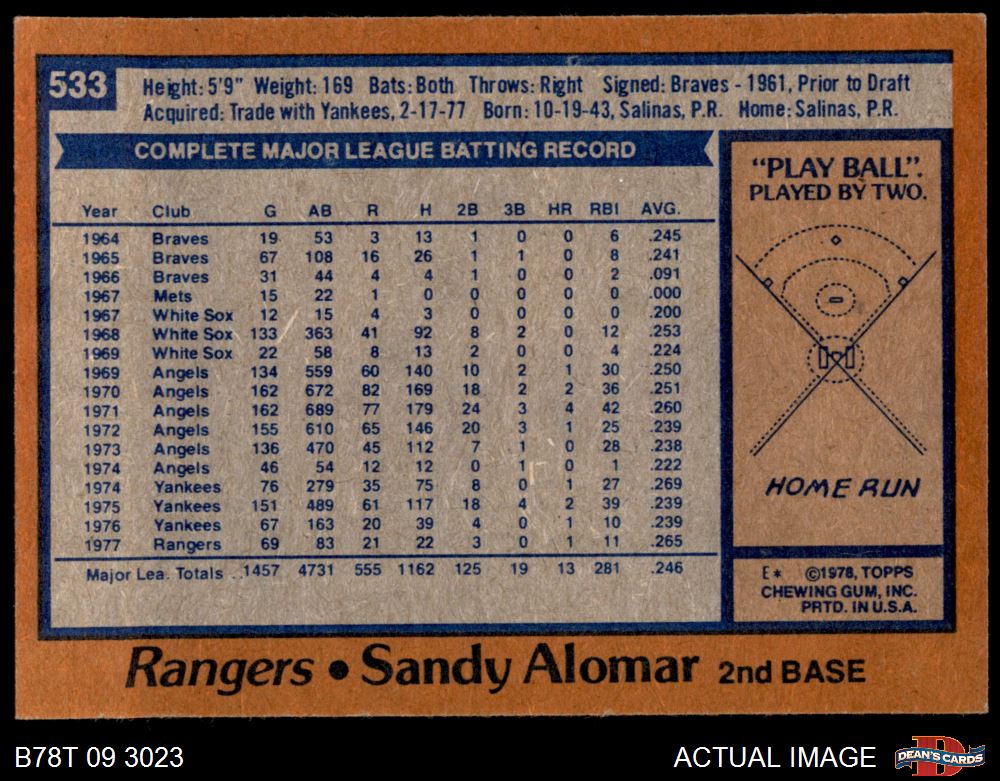 533
Height: 5'9" Weight: 169 Bats: Both Throws: Right Signed: Braves - 1961, Prior to Draft
Acquired: Trade with Yankees, 2-17-77 Born: 10-19-43, Salinas, P.R. Home: Salinas, P.R.
COMPLETE MAJOR LEAGUE BATTING RECORD
Year Club G AB R H 2B 3B HR RBI AVG.
1964 Braves 19 53 3 13 1 0 0 6 .245
1965 Braves 67 108 16 26 1 1 0 8 .241
1966 Braves 31 44 4 4 1 0 0 2 .091
1967 Mets 15 22 1 0 0 0 0 0 .000
1967 White Sox 12 15 4 3 0 0 0 0 .200
1968 White Sox 133 363 41 92 8 2 0 12 .253
1969 White Sox 22 58 8 13 2 0 0 4 .224
1969 Angels 134 559 60 140 10 2 1 30 .250
1970 Angels 162 672 82 169 18 2 2 36 .251
1971 Angels 162 689 77 179 24 3 4 42 .260
1972 Angels 155 610 65 146 20 3 1 25 .239
1973 Angels 136 470 45 112 7 1 0 28 .238
1974 Angels 46 54 12 12 0 1 0 1 .222
1974 Yankees 76 279 35 75 8 0 1 27 .269
1975 Yankees 151 489 61 117 18 4 2 39 .239
1976 Yankees 67 163 20 39 4 0 1 10 .239
1977 Rangers 69 83 21 22 3 0 1 11 .265
Major Lea. Totals ..1457 4731 555 1162 125 19 13 281 .246
"PLAY BALL".
PLAYED BY TWO.
HOME RUN
E* ©1978, TOPPS
CHEWING GUM, INC.
PRTD. IN U.S.A.
Rangers • Sandy Alomar 2nd BASE
B78T 09 3023
ACTUAL IMAGE
D
DEAN'S CARDS